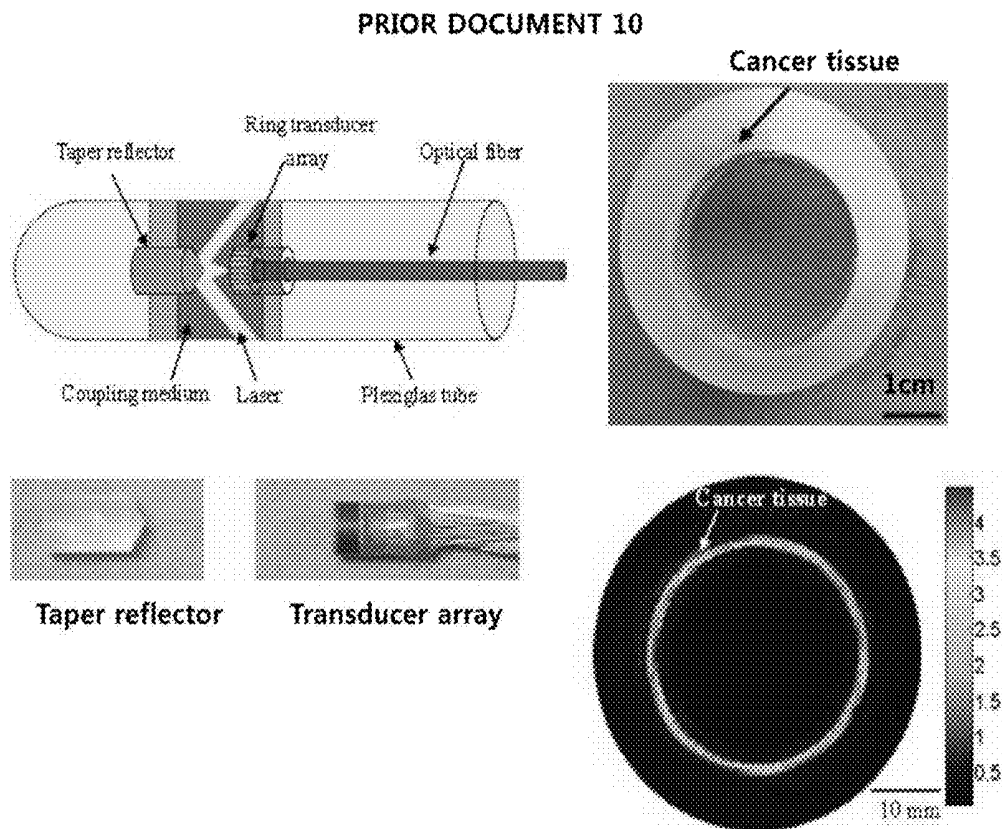 PRIOR DOCUMENT 10
Cancer tissue
Ring transducer
array
Taper reflector
Optical fiber
Coupling medium
Laser
Plexiglas tube
1cm
Taper reflector
Transducer array
Cancer tissue
4
3.5
3
2.5
2
1.5
1
0.5
10 mm